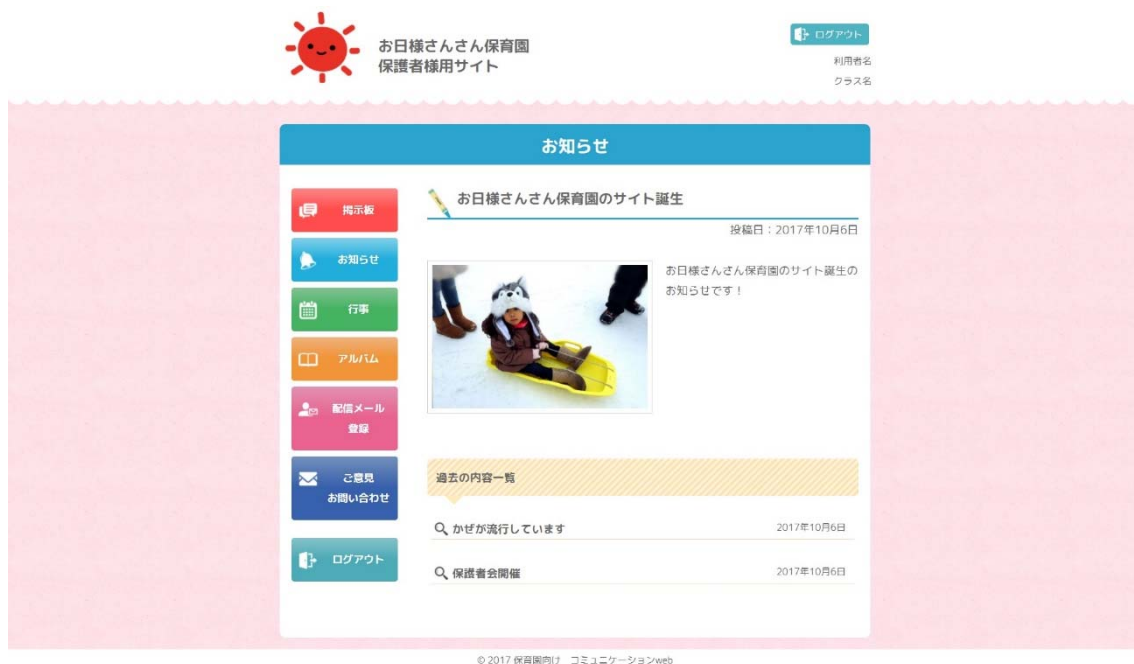 お日様さんさん保育園
保護者様用サイト
ログアウト
利用者名
クラス名
お知らせ
掲示板
お知らせ
行事
アルバム
配信メール
登録
ご意見
お問い合わせ
ログアウト
お日様さんさん保育園のサイト誕生
投稿日：2017年10月6日
お日様さんさん保育園のサイト誕生の
お知らせです！
過去の内容一覧
かぜが流行しています 2017年10月6日
保護者会開催 2017年10月6日
© 2017 保育園向け　コミュニケーションweb